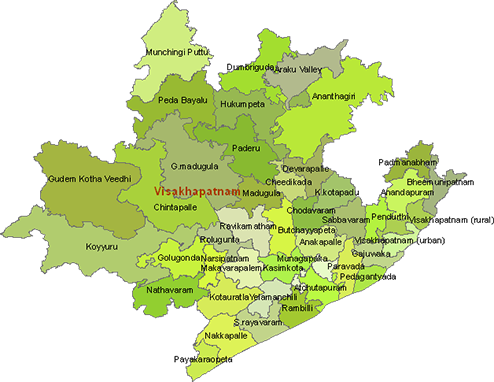 Munchingi Puttu
Dumbriguda
Araku Valley
Ananthagiri
Peda Bayalu
Hukumpeta
Paderu
G.madugula
Devarapalle
Padmanabham
Gudem Kotha Veedhi
Cheedikada
Bheemunipatnam
Visakhapatnam
Madugula
K.kotapadu
Anandapuram
Chintapalle
Chodavaram
Sabbavaram
Pendurthi
Visakhapatnam (rural)
Ravikamatham
Butchayyapeta
Koyyuru
Rolugunta
Anakapalle
Visakhapatnam (urban)
Golugonda
Narsipatnam
Munagapaka
Gajuwaka
Makavarapalem
Kasimkota
Paravada
Pedagantyada
Nathavaram
Atchutapuram
Kotauratla
Yelamanchili
Rambilli
S.rayavaram
Nakkapalle
Payakaraopeta